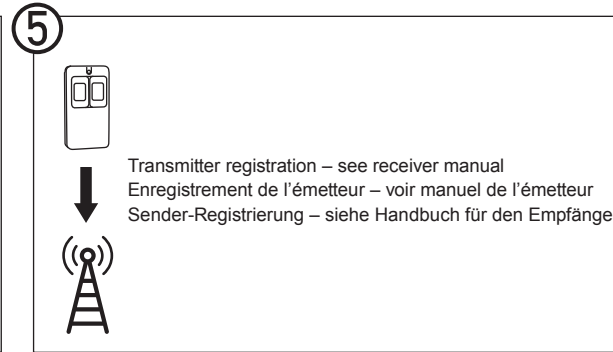 5
Transmitter registration – see receiver manual
Enregistrement de l’émetteur – voir manuel de l’émetteur
Sender-Registrierung – siehe Handbuch für den Empfänge